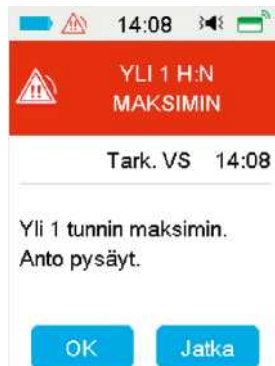 14:08
YLI 1 H:N
MAKSIMIN
Tark. VS 14:08
Yli 1 tunnin maksimin.
Anto pysäyt.
OK Jatka